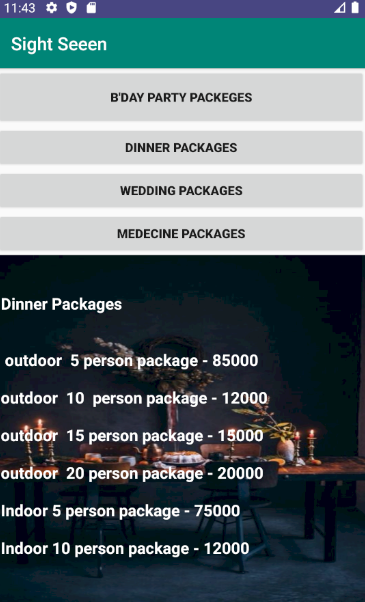 11:43
Sight Seeen
B'DAY PARTY PACKEGES
DINNER PACKAGES
WEDDING PACKAGES
MEDECINE PACKAGES
Dinner Packages
outdoor 5 person package - 85000
outdoor 10 person package - 12000
outdoor 15 person package - 15000
outdoor 20 person package - 20000
Indoor 5 person package - 75000
Indoor 10 person package - 12000